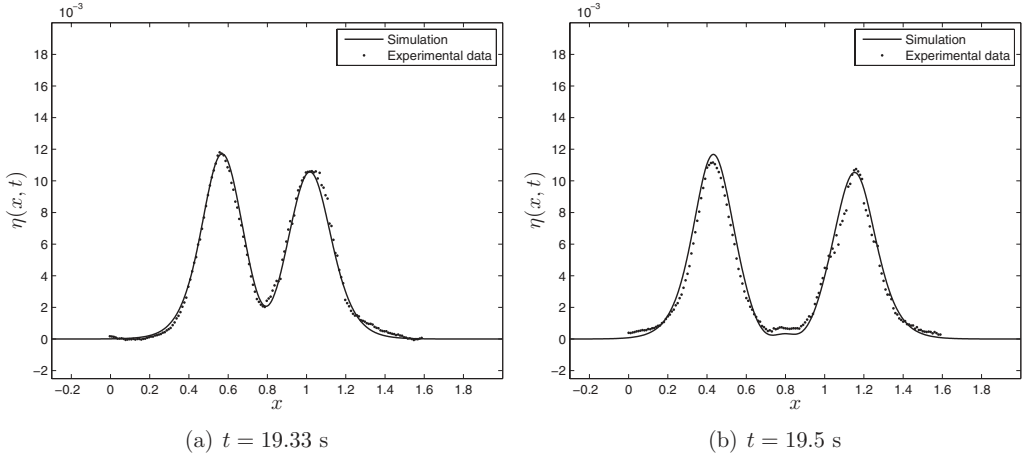 10⁻³
Simulation
Experimental data
18
16
14
12
10
8
6
4
2
0
−2
η(x, t)
−0.2 0 0.2 0.4 0.6 0.8 1 1.2 1.4 1.6 1.8
x
(a) t = 19.33 s
10⁻³
Simulation
Experimental data
18
16
14
12
10
8
6
4
2
0
−2
η(x, t)
−0.2 0 0.2 0.4 0.6 0.8 1 1.2 1.4 1.6 1.8
x
(b) t = 19.5 s